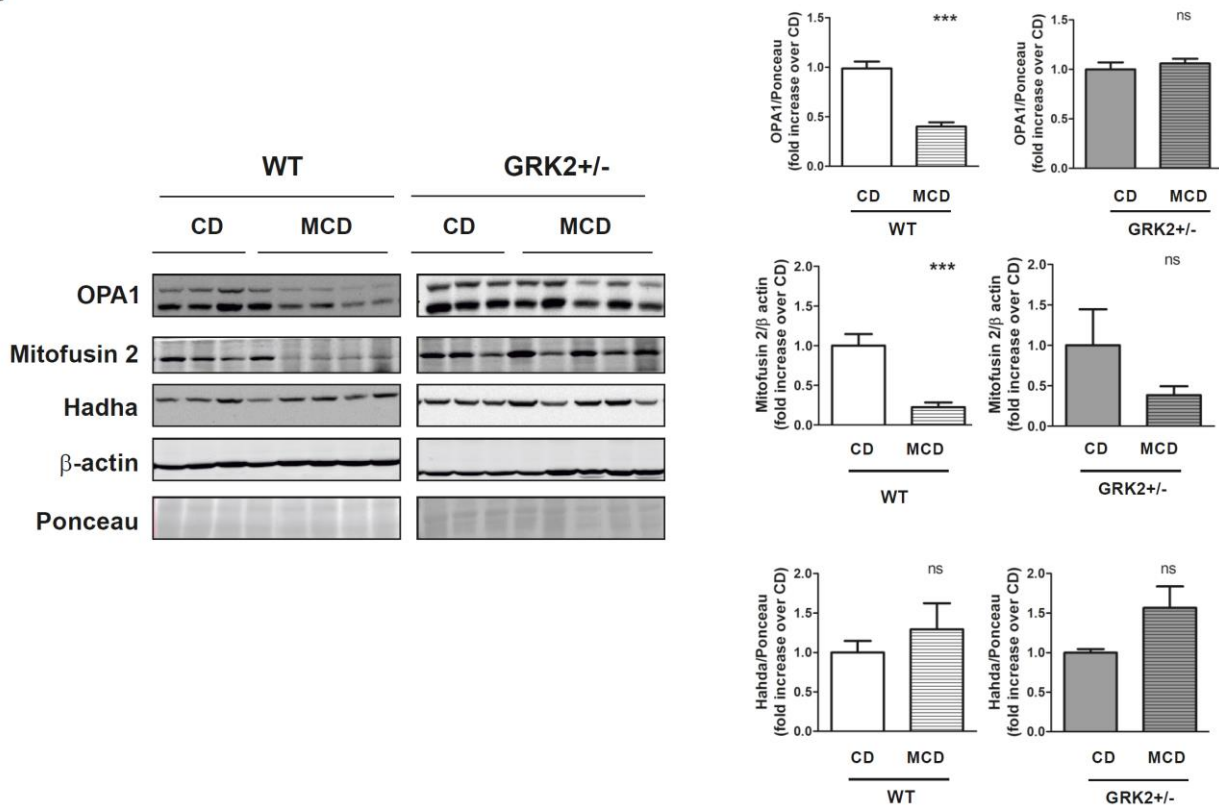 WT GRK2+/-
CD MCD CD MCD
OPA1
Mitofusin 2
Hadha
β-actin
Ponceau
OPA1/Ponceau
(fold increase over CD)
1.5
1.0
0.5
0.0
***
CD MCD
WT
OPA1/Ponceau
(fold increase over CD)
1.5
1.0
0.5
0.0
ns
CD MCD
GRK2+/-
Mitofusin 2/β actin
(fold increase over CD)
2.0
1.5
1.0
0.5
0.0
***
CD MCD
WT
Mitofusin 2/β actin
(fold increase over CD)
2.0
1.5
1.0
0.5
0.0
ns
CD MCD
GRK2+/-
Hahda/Ponceau
(fold increase over CD)
2.0
1.5
1.0
0.5
0.0
ns
CD MCD
WT
Hahda/Ponceau
(fold increase over CD)
2.0
1.5
1.0
0.5
0.0
ns
CD MCD
GRK2+/-